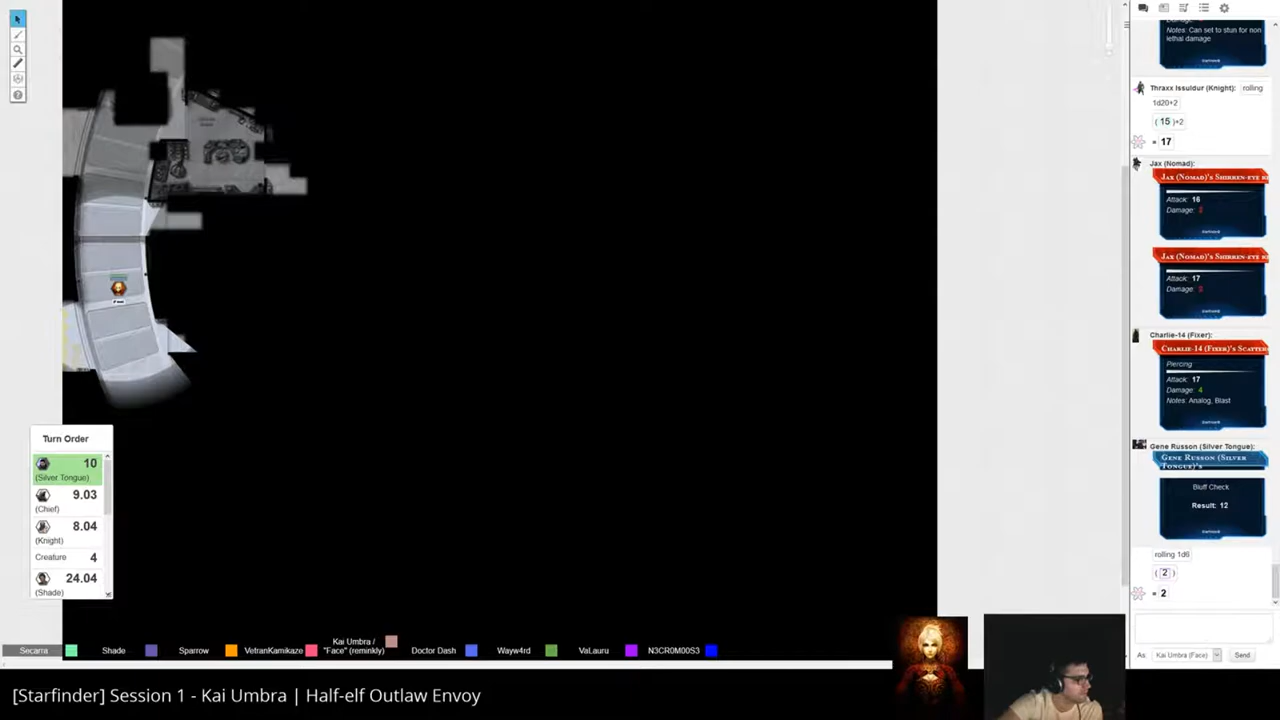 Damage:
Notes: Can set to stun for non
lethal damage
Thraxx Issuldur (Knight): rolling
1d20+2
( 15 )+2
= 17
Jax (Nomad):
Jax (Nomad)'s Shirren-eye
Attack: 16
Damage: 2
Jax (Nomad)'s Shirren-eye
Attack: 17
Damage: 3
Charlie-14 (Fixer):
Charlie-14 (Fixer)'s Scatter
Piercing
Attack: 17
Damage: 4
Notes: Analog, Blast
Gene Russon (Silver Tongue):
Gene Russon (Silver
Tongue)'s
Bluff Check
Result: 12
rolling 1d6
( 2 )
= 2
As: Kai Umbra (Face) Send
Turn Order
10
(Silver Tongue)
9.03
(Chief)
8.04
(Knight)
Creature 4
24.04
(Shade)
Secarra Shade Sparrow VetranKamikaze Kai Umbra /
"Face" (reminkly) Doctor Dash Wayw4rd VaLauru N3CR0M00S3
[Starfinder] Session 1 - Kai Umbra | Half-elf Outlaw Envoy